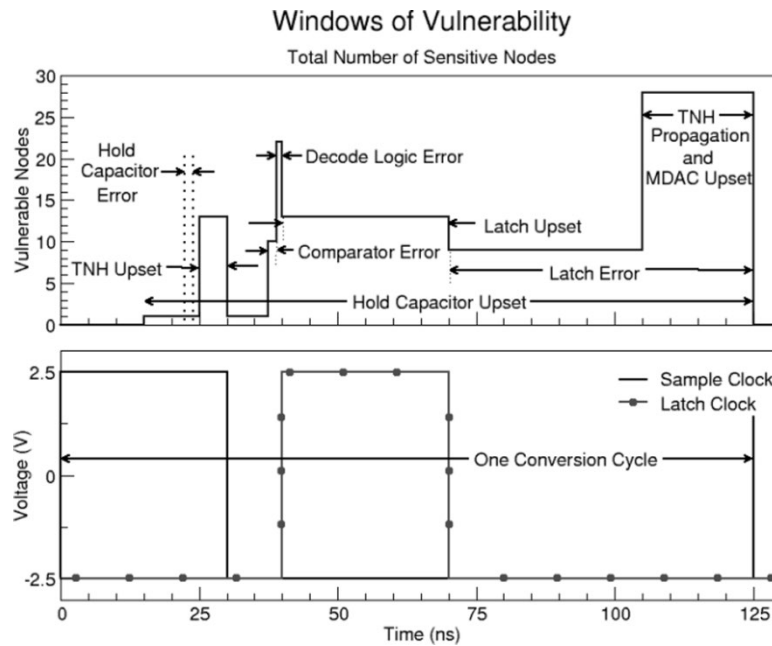 Windows of Vulnerability
Total Number of Sensitive Nodes
Vulnerable Nodes
30
25
20
15
10
5
0
Hold
Capacitor
Error
TNH Upset
Decode Logic Error
Comparator Error
Latch Upset
Latch Error
Hold Capacitor Upset
TNH
Propagation
and
MDAC Upset
Voltage (V)
2.5
0
-2.5
Sample Clock
Latch Clock
One Conversion Cycle
0
25
50
75
100
125
Time (ns)